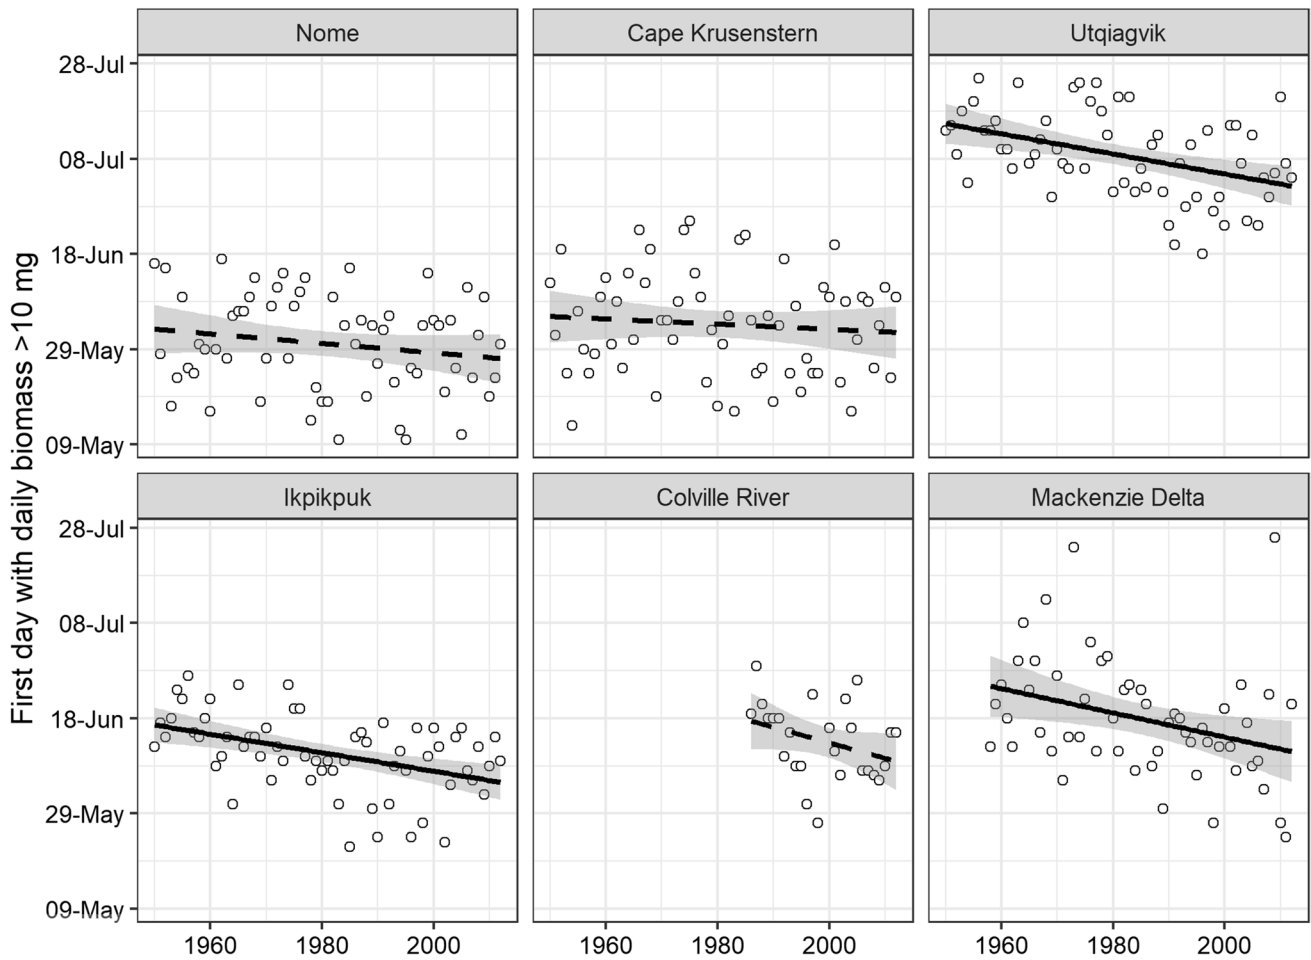 Nome
Cape Krusenstern
Utqiagvik
28-Jul
08-Jul
18-Jun
29-May
09-May
First day with daily biomass >10 mg
Ikpikpuk
Colville River
Mackenzie Delta
28-Jul
08-Jul
18-Jun
29-May
09-May
1960 1980 2000
1960 1980 2000
1960 1980 2000